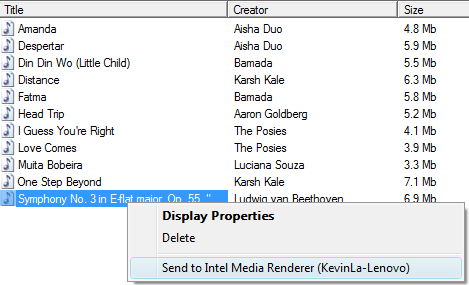 Title Creator Size
Amanda Aisha Duo 4.8 Mb
Despertar Aisha Duo 5.9 Mb
Din Din Wo (Little Child) Bamada 5.5 Mb
Distance Karsh Kale 6.3 Mb
Fatma Bamada 5.8 Mb
Head Trip Aaron Goldberg 5.2 Mb
I Guess You're Right The Posies 4.1 Mb
Love Comes The Posies 3.9 Mb
Muita Bobeira Luciana Souza 3.3 Mb
One Step Beyond Karsh Kale 7.1 Mb
Symphony No. 3 in E-flat major, Op. 55, " Ludwig van Beethoven 6.9 Mb
Display Properties
Delete
Send to Intel Media Renderer (KevinLa-Lenovo)